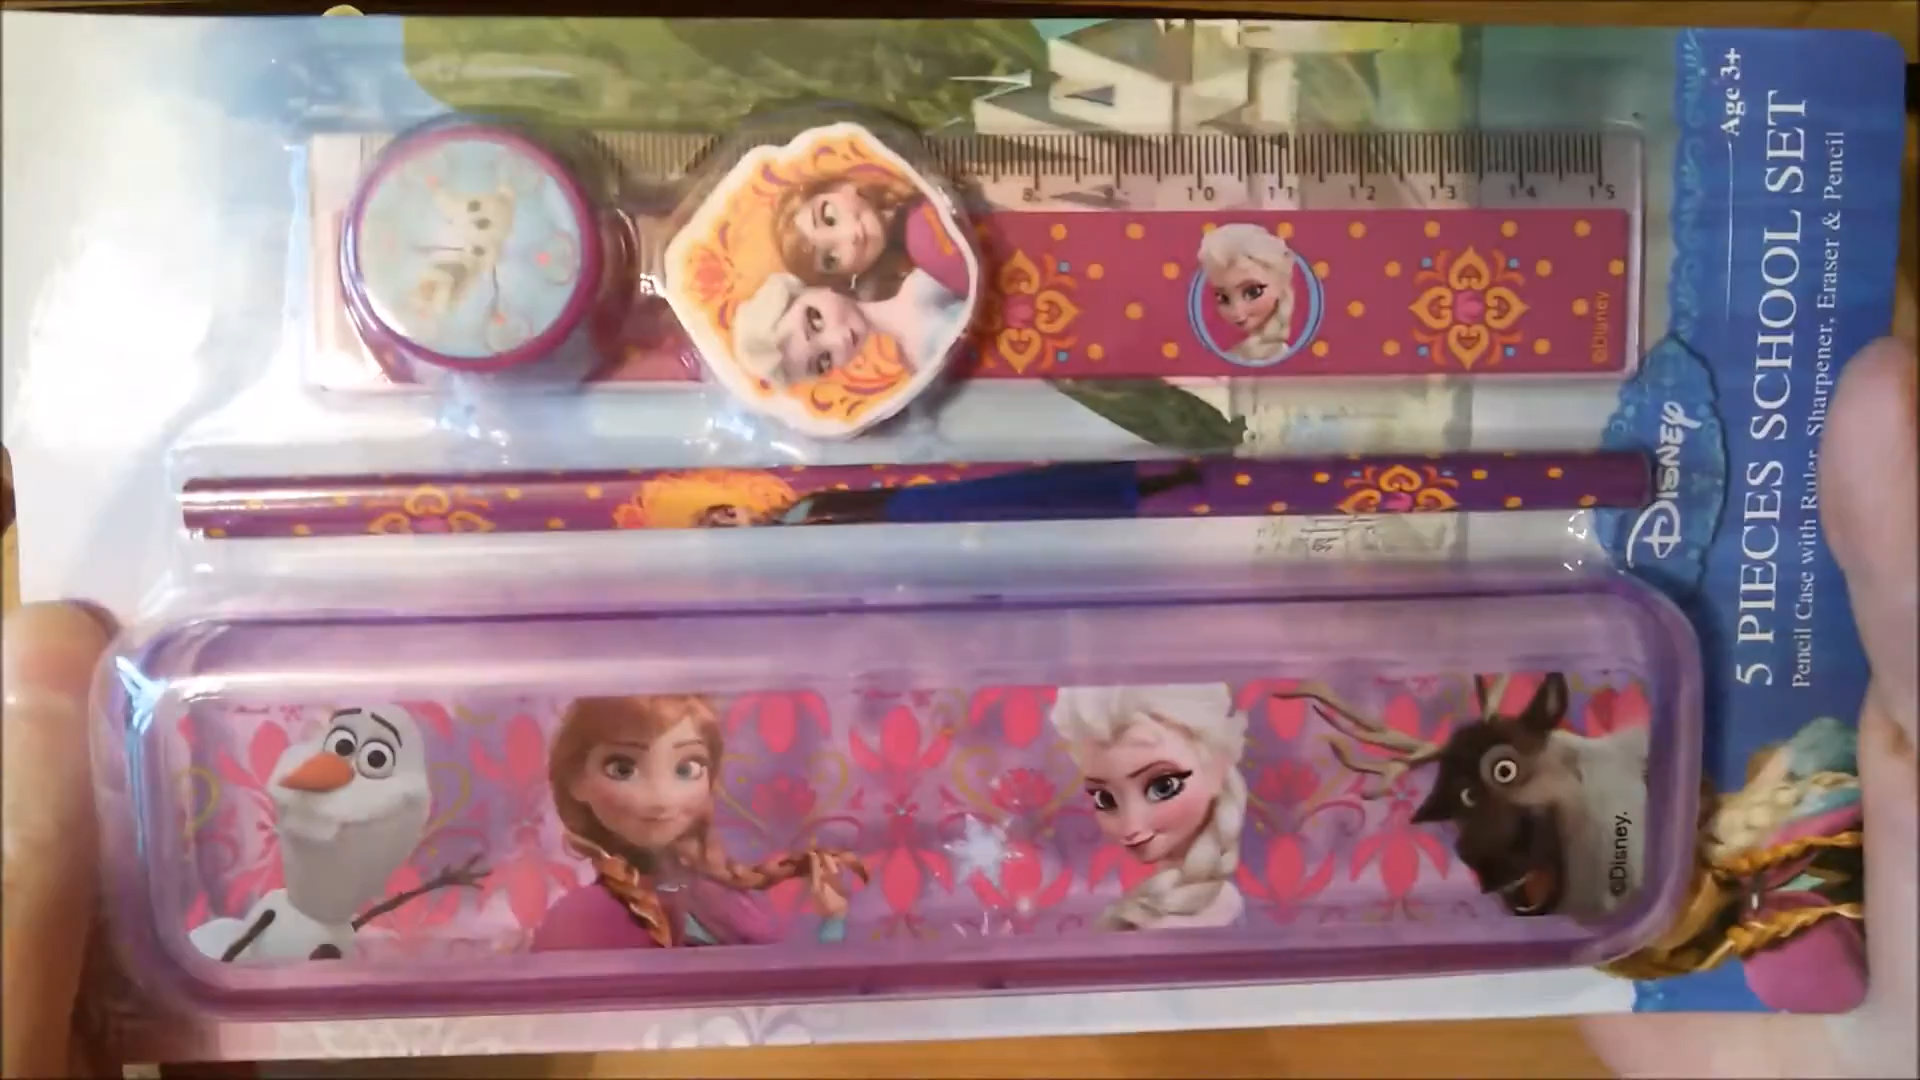 Age 3+
5 PIECES SCHOOL SET
Pencil Case with Ruler, Sharpener, Eraser & Pencil
DISNEY
8 9 10 11 12 13 14 15
©Disney
©Disney.